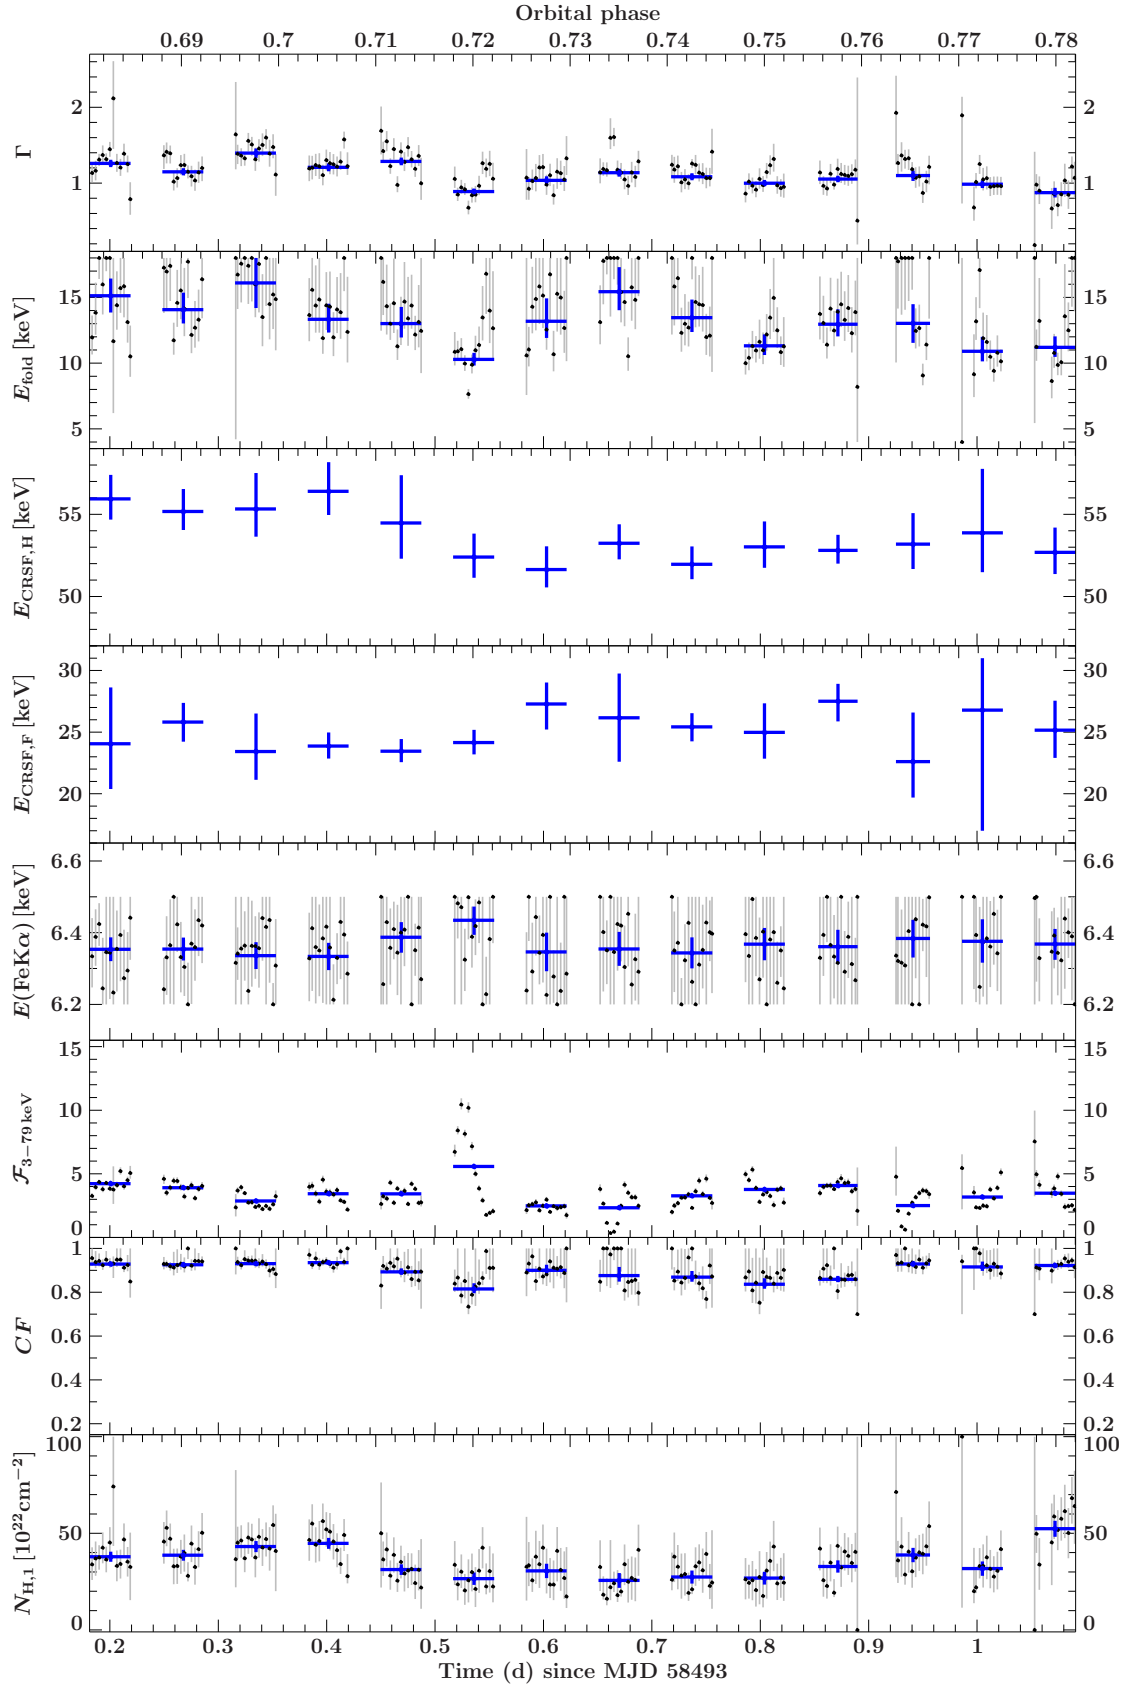 Orbital phase
0.69 0.7 0.71 0.72 0.73 0.74 0.75 0.76 0.77 0.78
Γ
2 2
1 1
E_fold [keV]
15 15
10 10
5 5
E_CRSF,H [keV]
55 55
50 50
E_CRSF,F [keV]
30 30
25 25
20 20
E(FeKα) [keV]
6.6 6.6
6.4 6.4
6.2 6.2
ℱ_3−79 keV
15 15
10 10
5 5
0 0
CF
1 1
0.8 0.8
0.6 0.6
0.4 0.4
0.2 0.2
N_H,1 [10^22 cm^−2]
100 100
50 50
0 0
0.2 0.3 0.4 0.5 0.6 0.7 0.8 0.9 1
Time (d) since MJD 58493